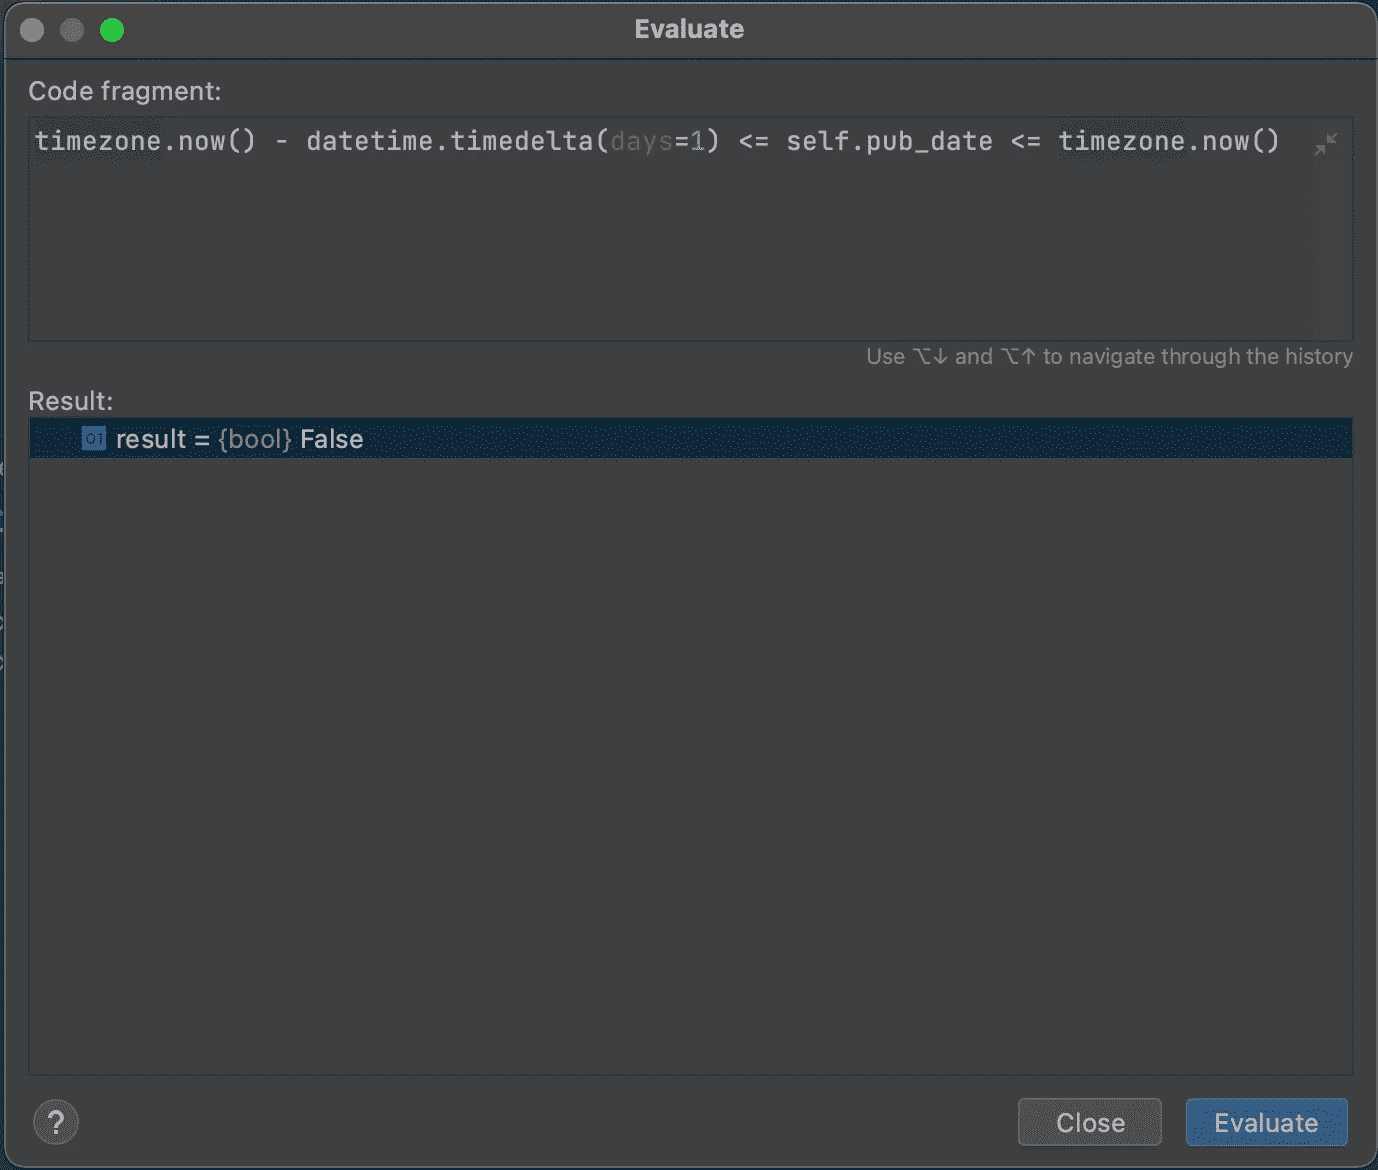 Evaluate
Code fragment:
timezone.now() - datetime.timedelta(days=1) <= self.pub_date <= timezone.now()
Use ⌥↓ and ⌥↑ to navigate through the history
Result:
01 result = {bool} False
? Close Evaluate